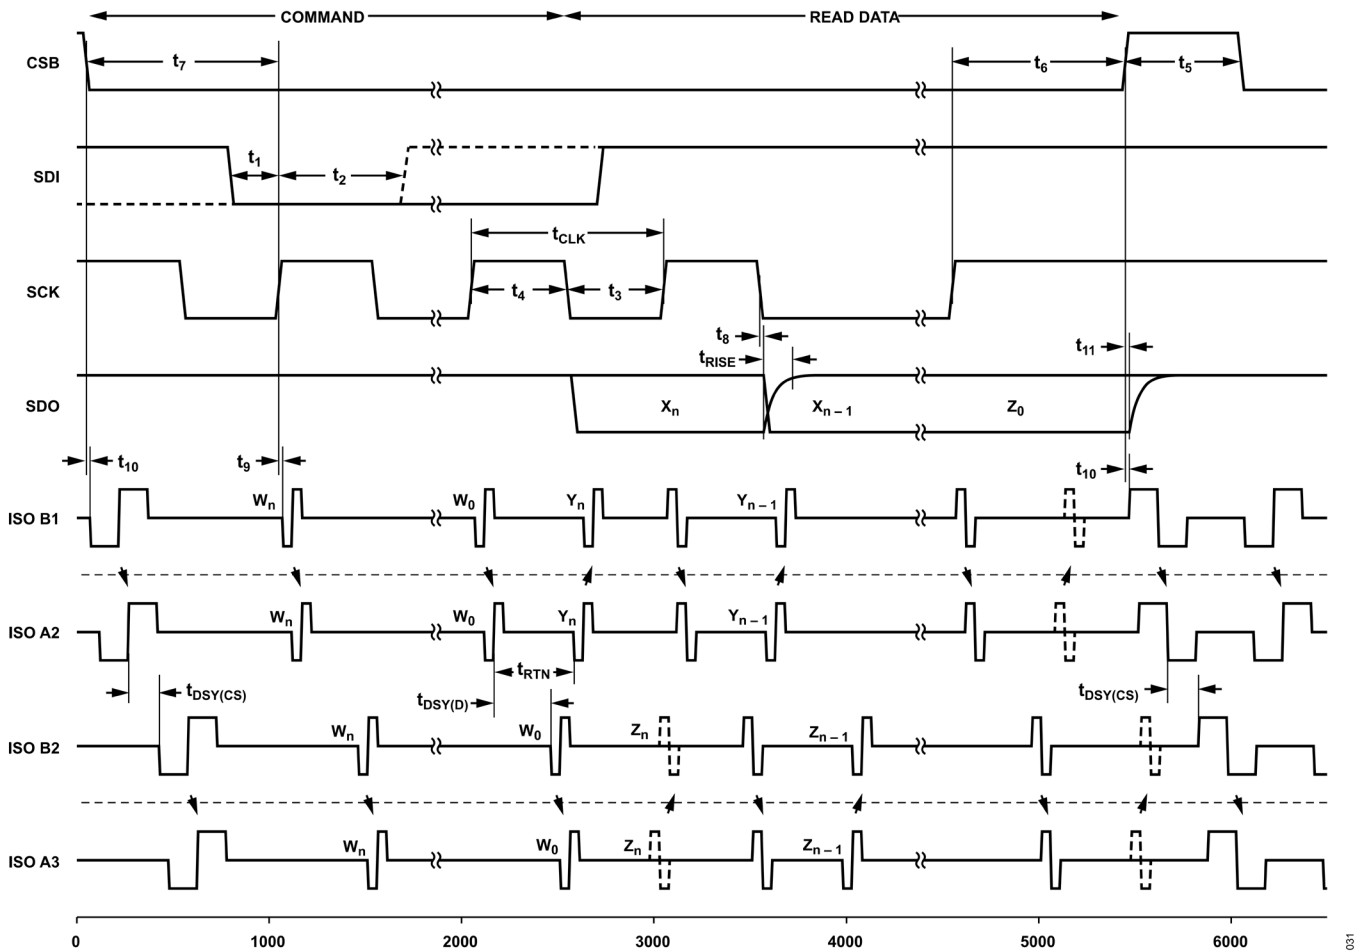 COMMAND READ DATA
CSB t7 t6 t5
SDI t1 t2
tCLK
SCK t4 t3
t8 t11
tRISE
SDO Xn Xn – 1 Z0
t10 t9 t10
ISO B1 Wn W0 Yn Yn – 1
ISO A2 Wn W0 Yn Yn – 1
tRTN
tDSY(CS) tDSY(D) tDSY(CS)
ISO B2 Wn W0 Zn Zn – 1
ISO A3 Wn W0 Zn Zn – 1
0 1000 2000 3000 4000 5000 6000
031